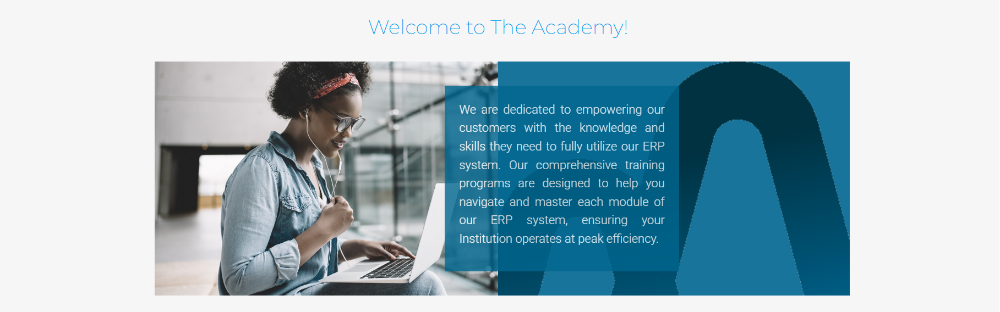 Welcome to The Academy!
We are dedicated to empowering our
customers with the knowledge and
skills they need to fully utilize our ERP
system. Our comprehensive training
programs are designed to help you
navigate and master each module of
our ERP system, ensuring your
Institution operates at peak efficiency.